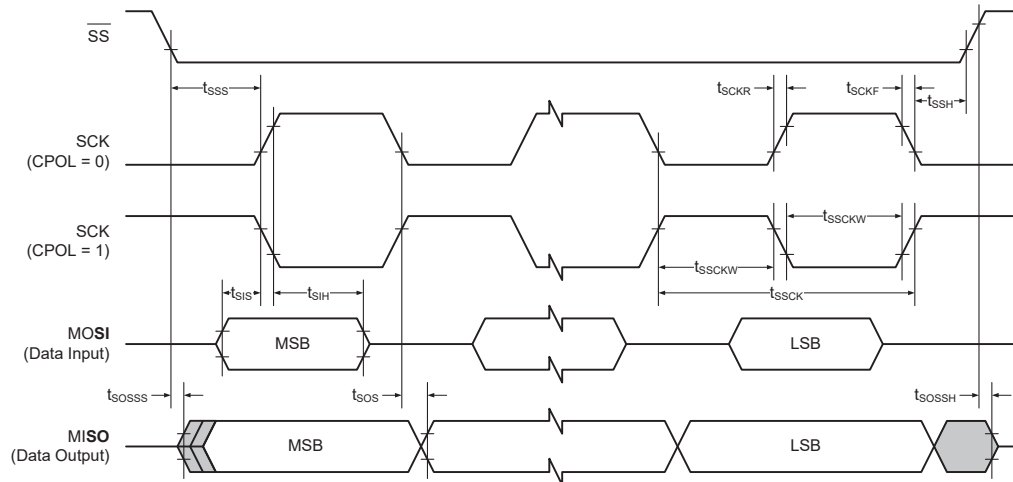 SS
tSSS
tSCKR
tSCKF
tSSH
SCK
(CPOL = 0)
SCK
(CPOL = 1)
tSSCKW
tSSCKW
tSIS
tSIH
tSSCK
MOSI
(Data Input)
MSB
LSB
tSOSSS
tSOS
tSOSSH
MISO
(Data Output)
MSB
LSB